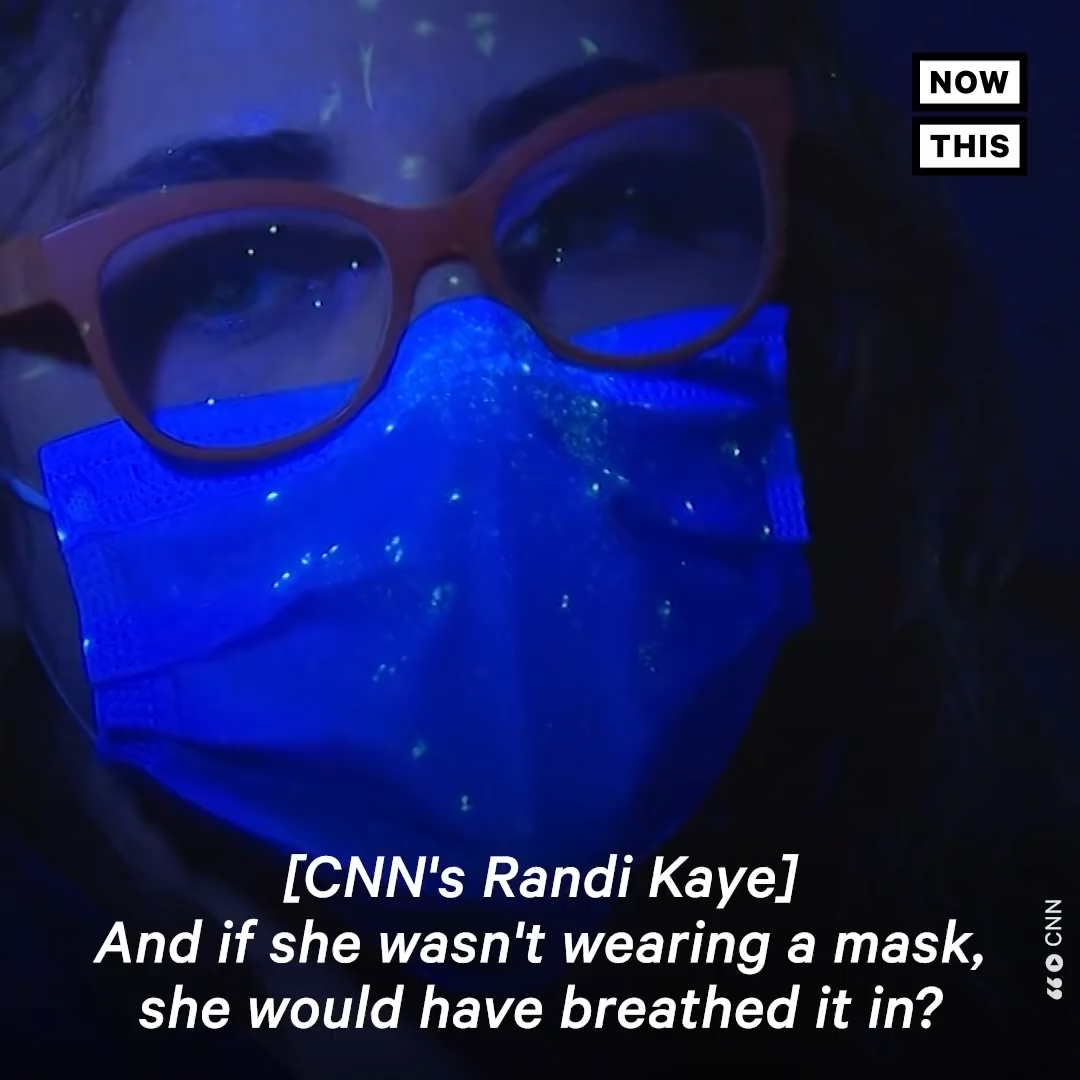 NOW
THIS
[CNN's Randi Kaye]
And if she wasn't wearing a mask,
she would have breathed it in?
CNN